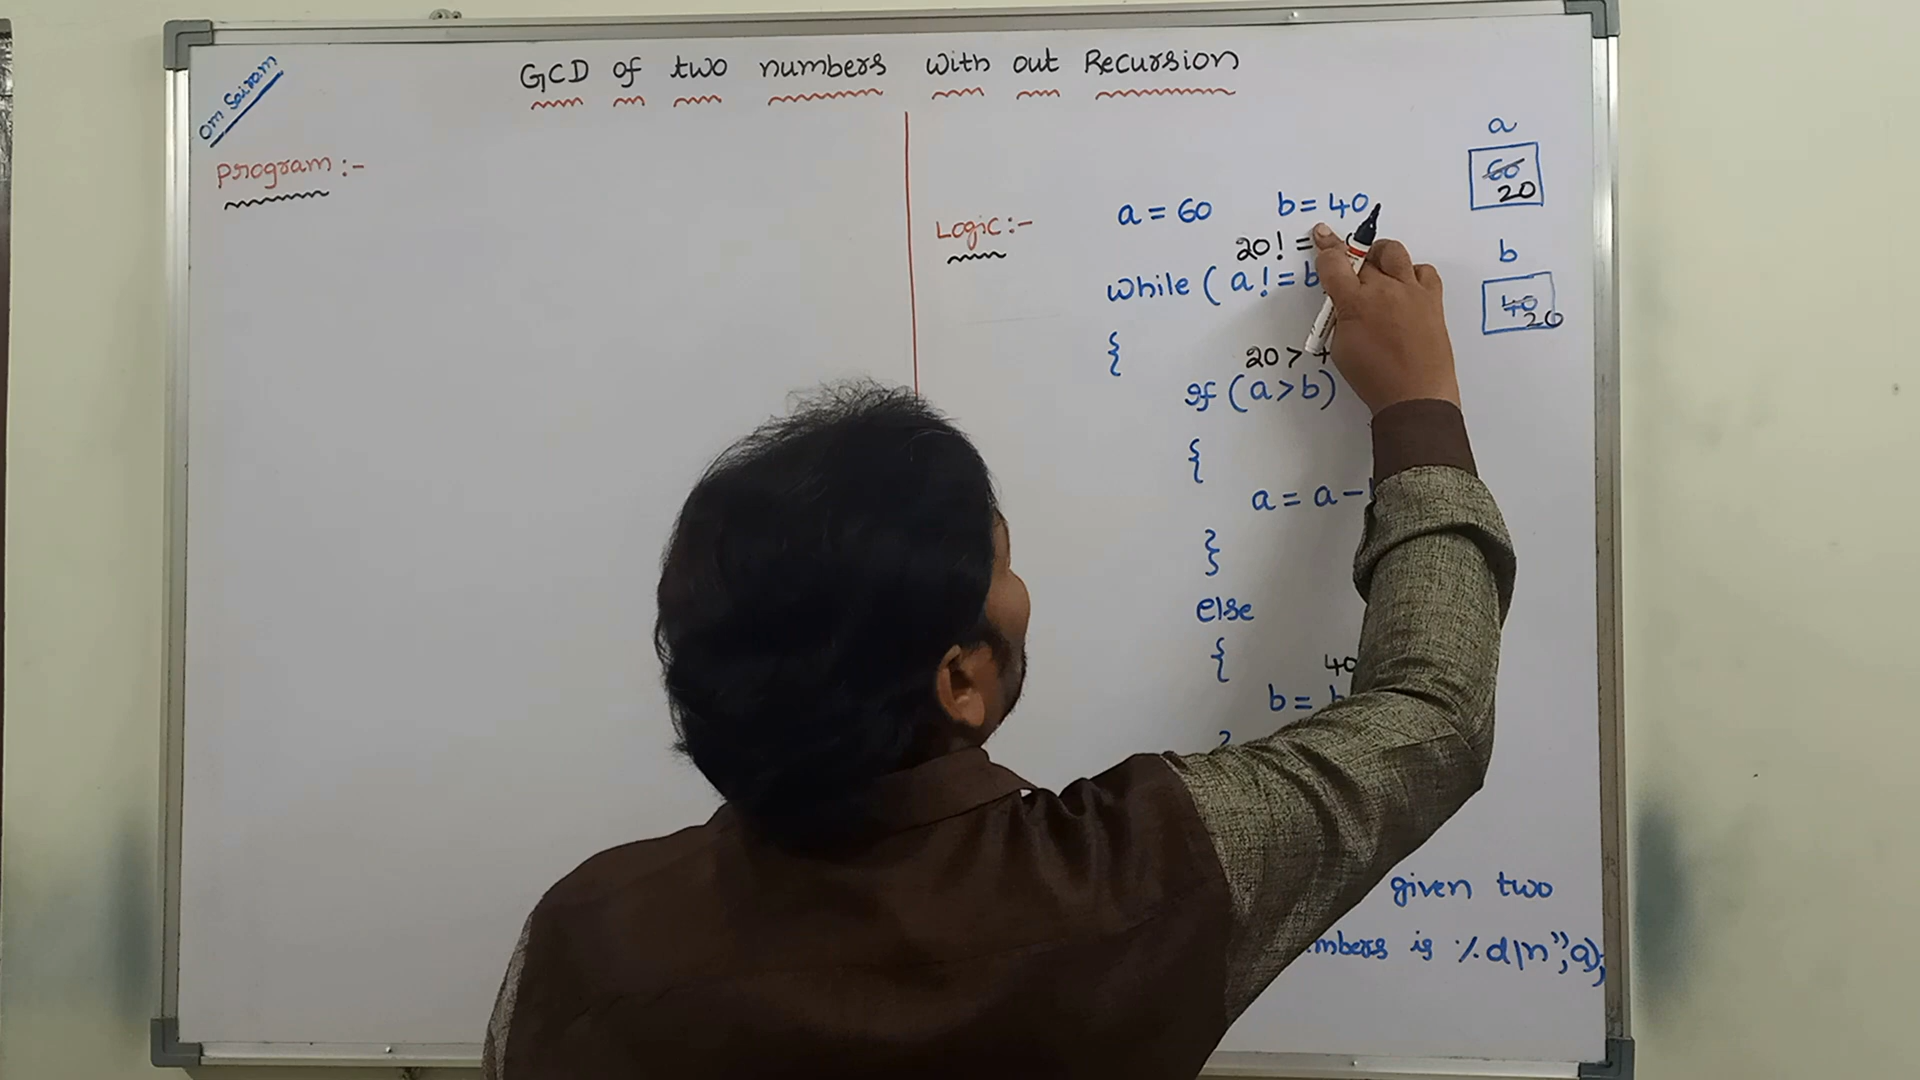 Om Sairam
GCD of two numbers with out Recursion
Program :-
Logic :-
a = 60 b = 40
20 ! =
while ( a ! = b
{
20 >
if ( a > b )
{
a = a -
}
else
{
40
b =
a
60
20
b
40
20
given two
is %d\n", a);